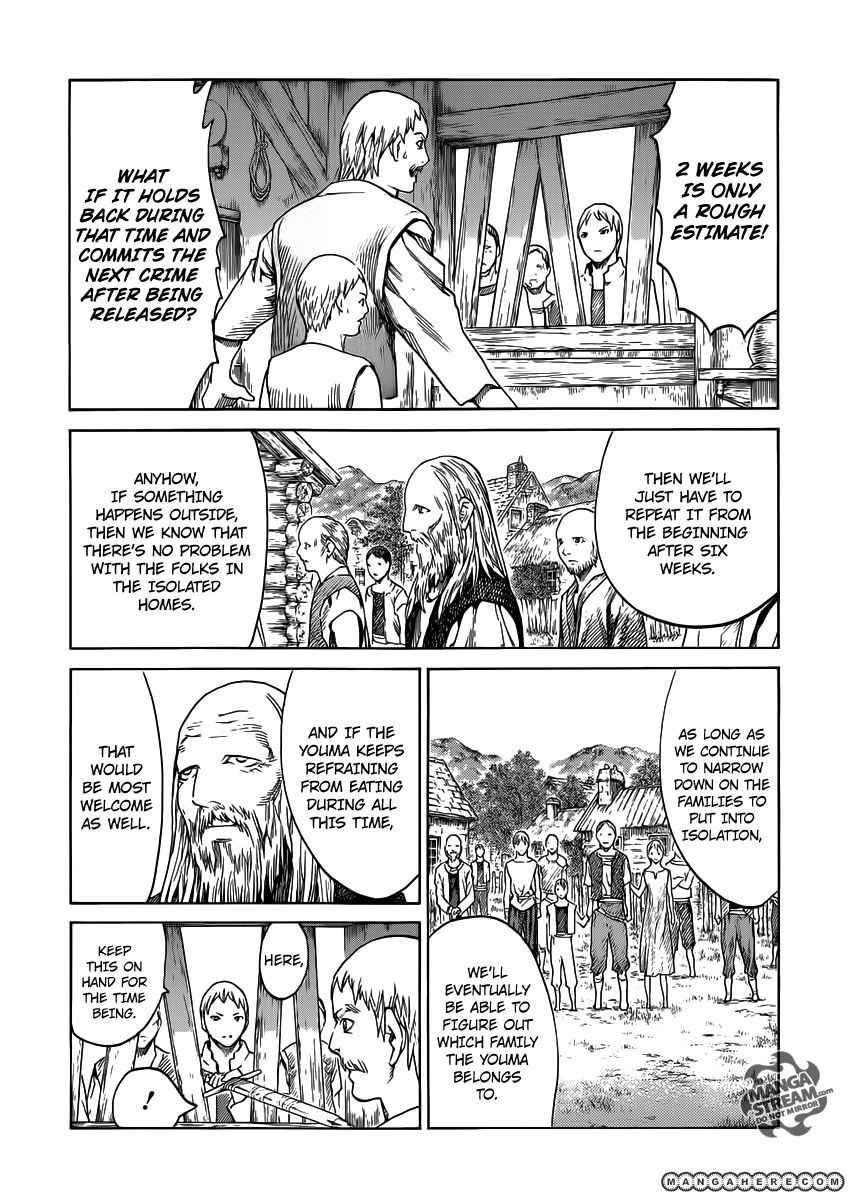 2 WEEKS
IS ONLY
A ROUGH
ESTIMATE!
WHAT
IF IT HOLDS
BACK DURING
THAT TIME AND
COMMITS THE
NEXT CRIME
AFTER BEING
RELEASED?
THEN WE'LL
JUST HAVE TO
REPEAT IT FROM
THE BEGINNING
AFTER SIX
WEEKS.
ANYHOW,
IF SOMETHING
HAPPENS OUTSIDE,
THEN WE KNOW THAT
THERE'S NO PROBLEM
WITH THE FOLKS IN
THE ISOLATED
HOMES.
AS LONG AS
WE CONTINUE
TO NARROW
DOWN ON THE
FAMILIES TO
PUT INTO
ISOLATION,
WE'LL
EVENTUALLY
BE ABLE TO
FIGURE OUT
WHICH FAMILY
THE YOUMA
BELONGS
TO.
AND IF THE
YOUMA KEEPS
REFRAINING
FROM EATING
DURING ALL
THIS TIME,
THAT
WOULD
BE MOST
WELCOME
AS WELL.
HERE,
KEEP
THIS ON
HAND FOR
THE TIME
BEING.
!
MANGA
STREAM.com
DO NOT MIRROR!
MANGAHERE.COM